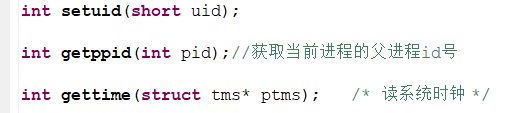 int setuid(short uid);
int getppid(int pid);//获取当前进程的父进程id号
int gettime(struct tms* ptms);   /* 读系统时钟 */